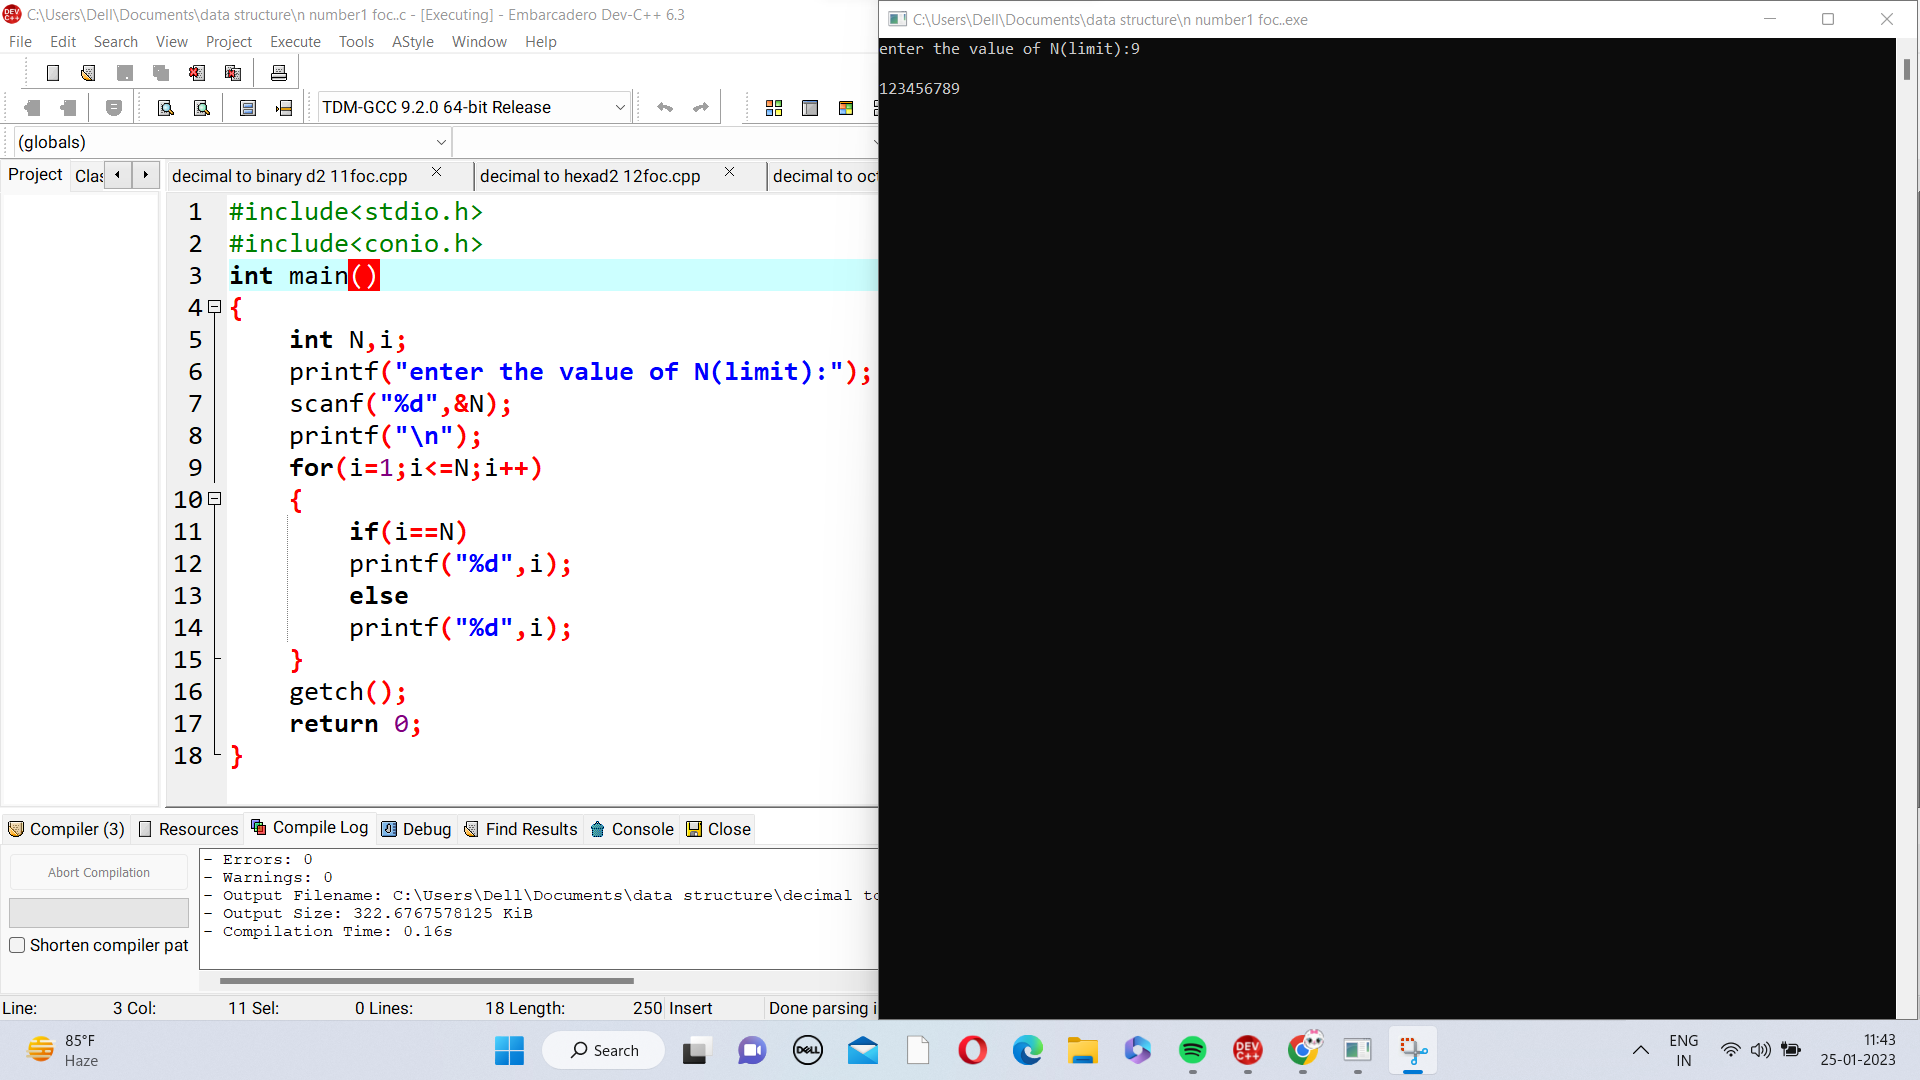 C:\Users\Dell\Documents\data structure\n number1 foc..c - [Executing] - Embarcadero Dev-C++ 6.3
File Edit Search View Project Execute Tools AStyle Window Help
TDM-GCC 9.2.0 64-bit Release
(globals)
Project Clas
decimal to binary d2 11foc.cpp decimal to hexad2 12foc.cpp decimal to oct
1 #include<stdio.h>
2 #include<conio.h>
3 int main()
4 {
5 int N,i;
6 printf("enter the value of N(limit):");
7 scanf("%d",&N);
8 printf("\n");
9 for(i=1;i<=N;i++)
10 {
11 if(i==N)
12 printf("%d",i);
13 else
14 printf("%d",i);
15 }
16 getch();
17 return 0;
18 }
Compiler (3) Resources Compile Log Debug Find Results Console Close
Abort Compilation
Shorten compiler pat
- Errors: 0
- Warnings: 0
- Output Filename: C:\Users\Dell\Documents\data structure\decimal to
- Output Size: 322.6767578125 KiB
- Compilation Time: 0.16s
Line: 3 Col: 11 Sel: 0 Lines: 18 Length: 250 Insert Done parsing i
C:\Users\Dell\Documents\data structure\n number1 foc..exe
enter the value of N(limit):9
123456789
85°F
Haze
Search
DELL
DEV C++
ENG
IN
11:43
25-01-2023